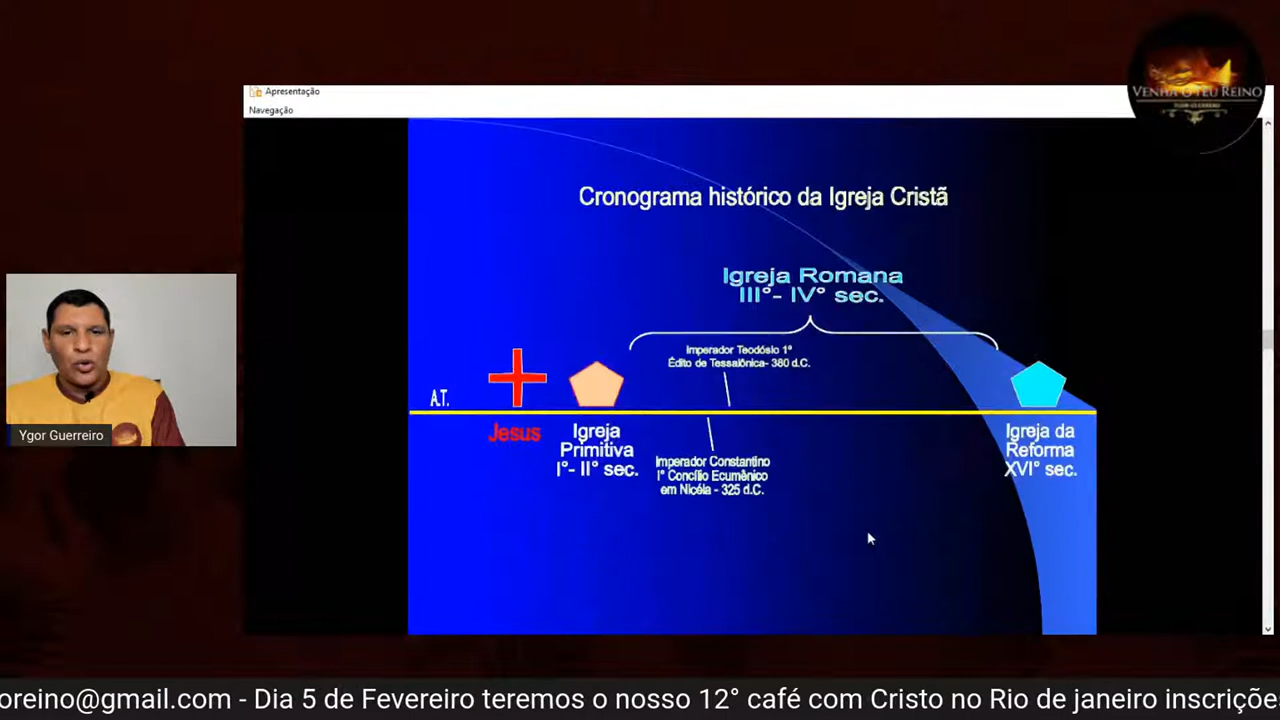 VENHA O TEU REINO
YGOR GUERREIRO
Apresentação
Navegação
Cronograma histórico da Igreja Cristã
Igreja Romana
III°- IV° sec.
Imperador Teodósio 1º
Édito de Tessalônica- 380 d.C.
A.T.
Jesus
Igreja
Primitiva
I°- II° sec.
Imperador Constantino
I° Concílio Ecumênico
em Nicéia - 325 d.C.
Igreja da
Reforma
XVI° sec.
Ygor Guerreiro
oreino@gmail.com - Dia 5 de Fevereiro teremos o nosso 12° café com Cristo no Rio de janeiro inscriçõe